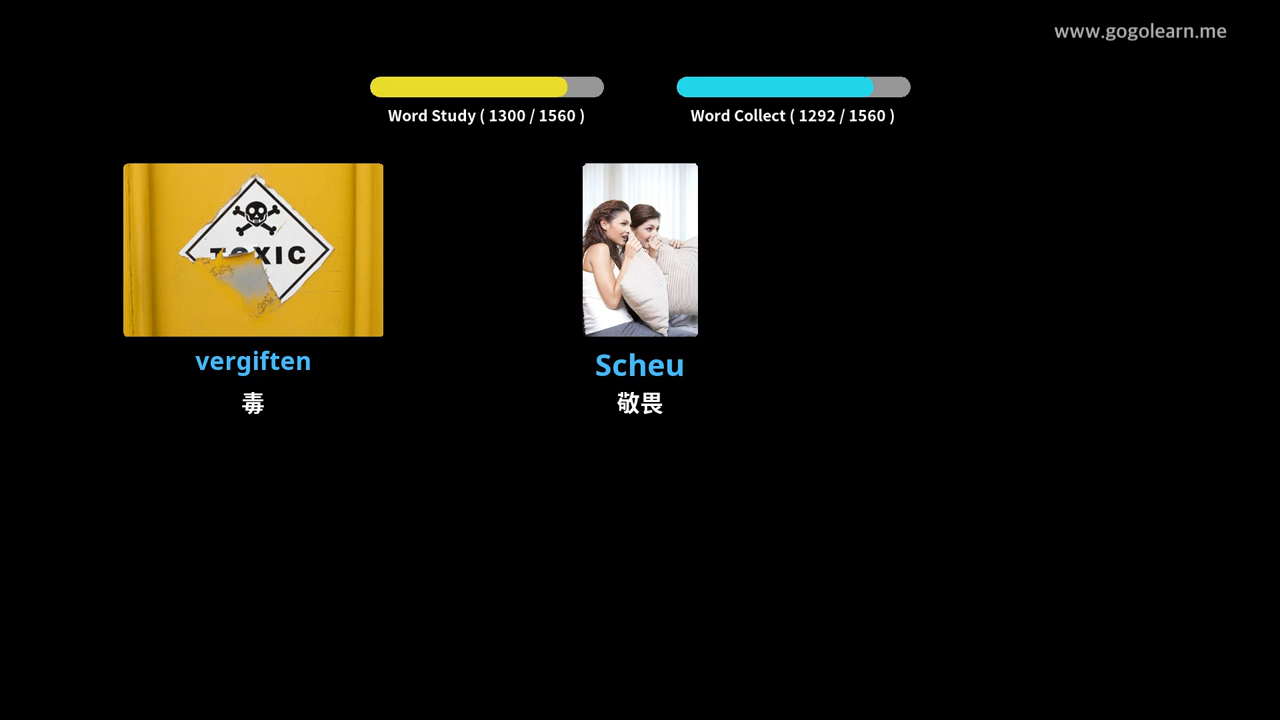 www.gogolearn.me
Word Study ( 1300 / 1560 )
Word Collect ( 1292 / 1560 )
TOXIC
vergiften
毒
Scheu
敬畏